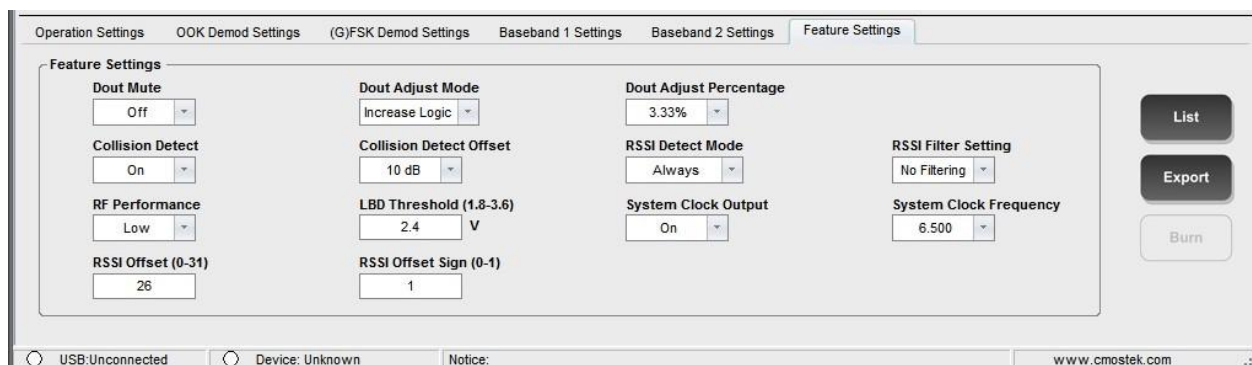 Operation Settings OOK Demod Settings (G)FSK Demod Settings Baseband 1 Settings Baseband 2 Settings Feature Settings
Feature Settings
Dout Mute Dout Adjust Mode Dout Adjust Percentage
Off Increase Logic 3.33%
List
Collision Detect Collision Detect Offset RSSI Detect Mode RSSI Filter Setting
On 10 dB Always No Filtering
Export
RF Performance LBD Threshold (1.8-3.6) System Clock Output System Clock Frequency
Low 2.4 V On 6.500
Burn
RSSI Offset (0-31) RSSI Offset Sign (0-1)
26 1
USB:Unconnected Device: Unknown Notice: www.cmostek.com